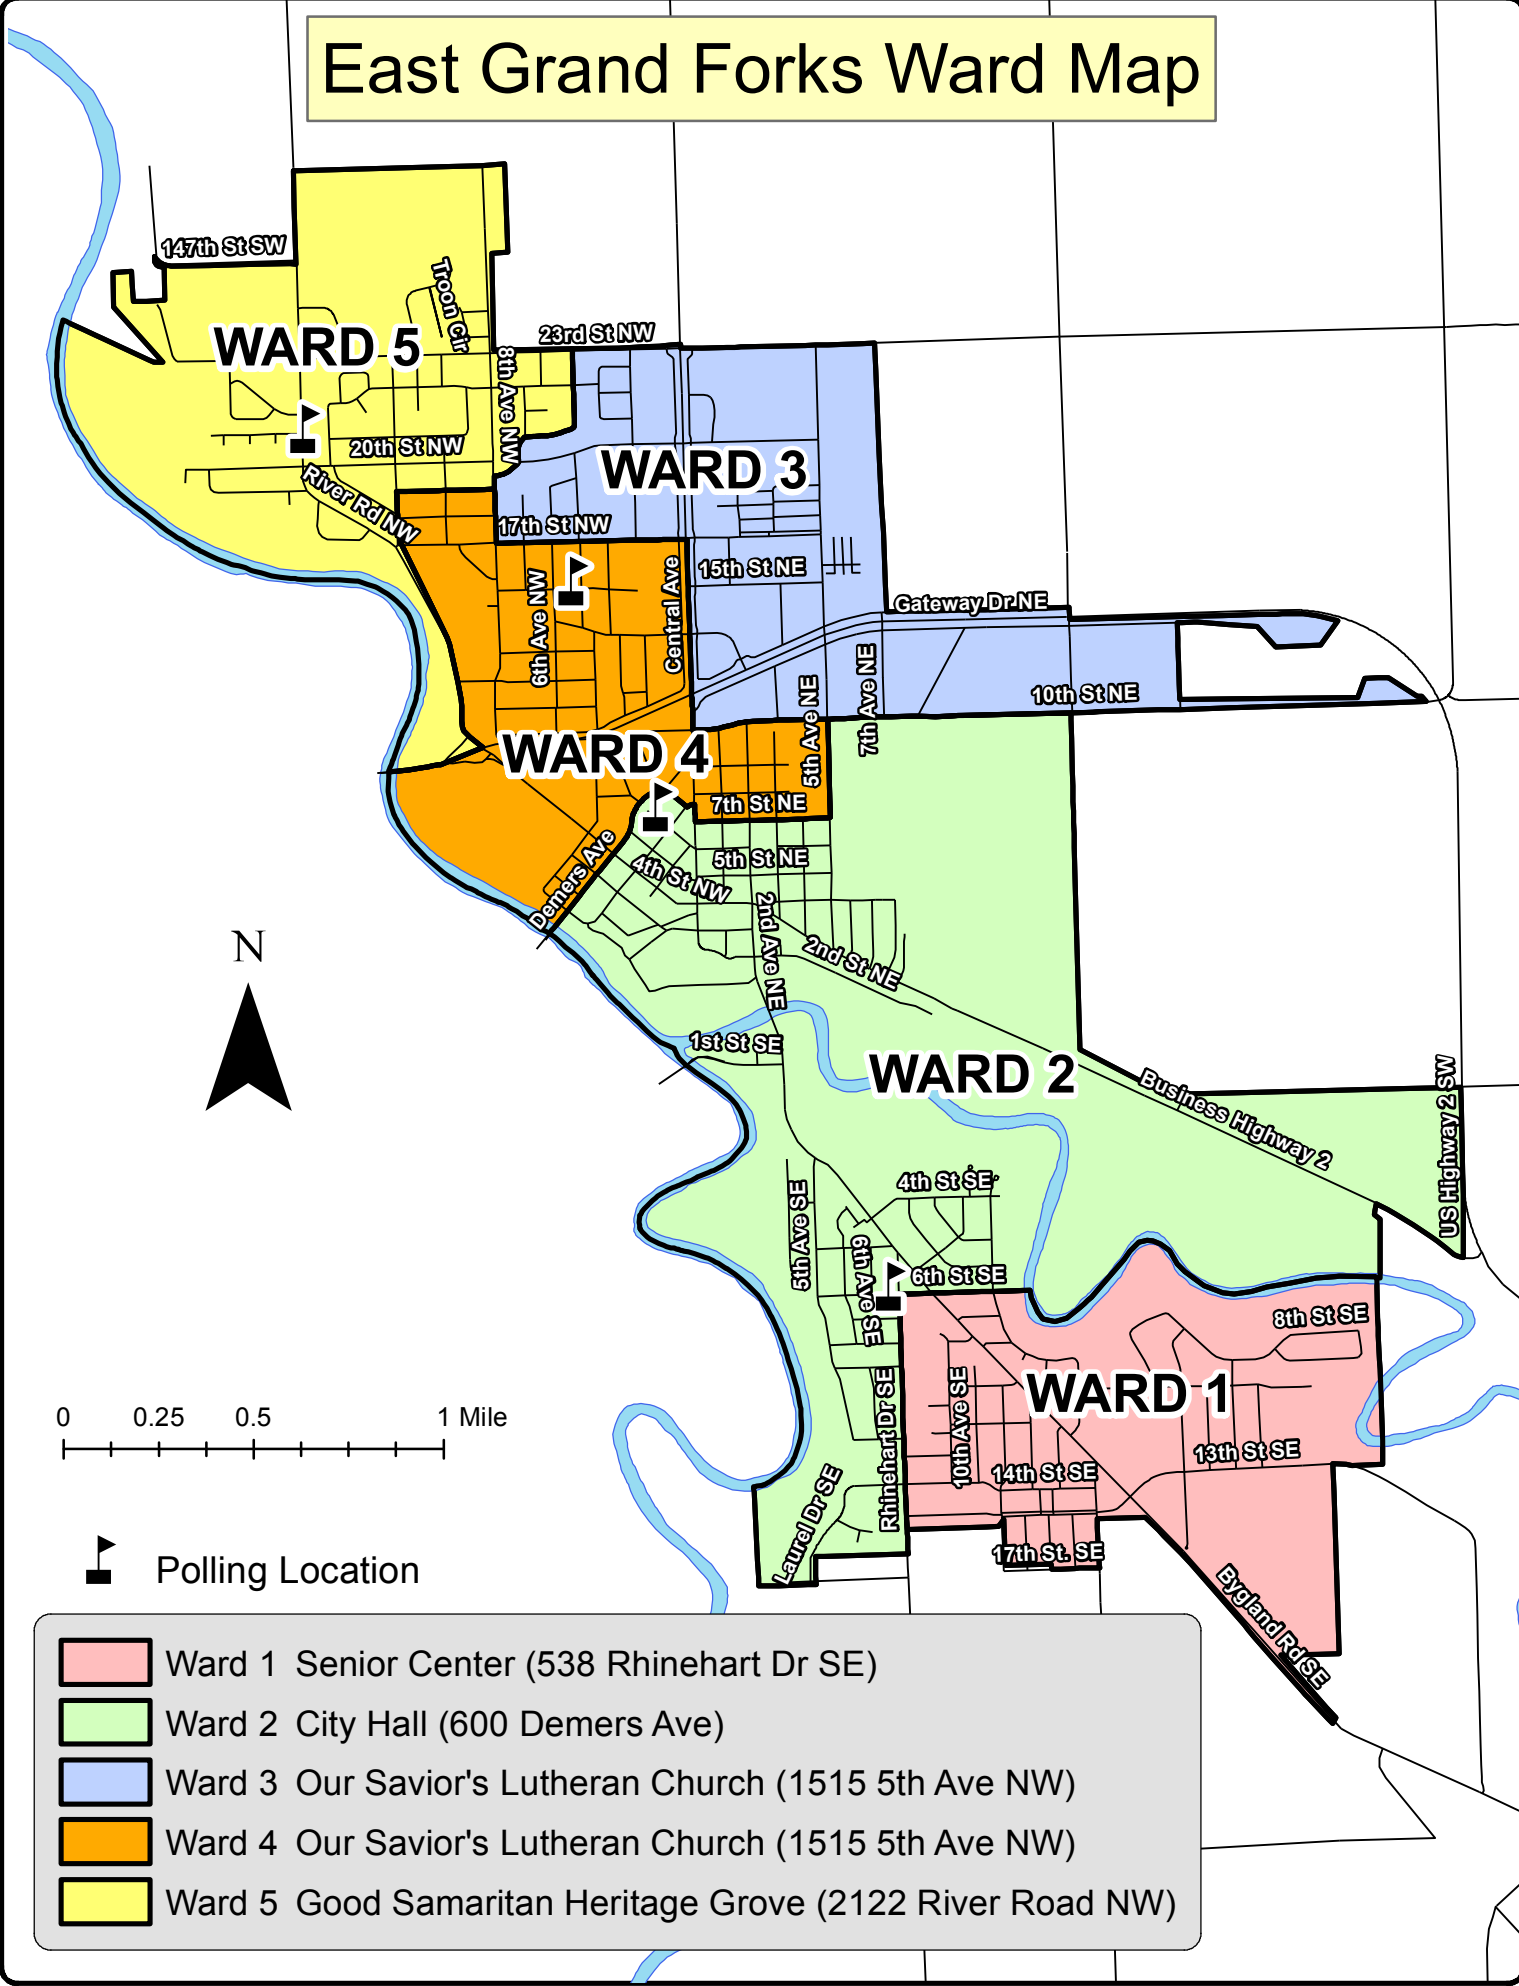 East Grand Forks Ward Map
147th St SW
Troon Cir
23rd St NW
WARD 5
8th Ave NW
20th St NW
WARD 3
River Rd NW
17th St NW
15th St NE
6th Ave NW
Central Ave
Gateway Dr NE
7th Ave NE
5th Ave NE
10th St NE
WARD 4
7th St NE
Demers Ave
4th St NW
5th St NE
2nd Ave NE
2nd St NE
N
1st St SE
WARD 2
Business Highway 2
US Highway 2 SW
4th St SE
5th Ave SE
6th Ave SE
6th St SE
8th St SE
WARD 1
Rhinehart Dr SE
10th Ave SE
13th St SE
14th St SE
Laurel Dr SE
17th St. SE
Bygland Rd SE
0 0.25 0.5 1 Mile
Polling Location
Ward 1 Senior Center (538 Rhinehart Dr SE)
Ward 2 City Hall (600 Demers Ave)
Ward 3 Our Savior's Lutheran Church (1515 5th Ave NW)
Ward 4 Our Savior's Lutheran Church (1515 5th Ave NW)
Ward 5 Good Samaritan Heritage Grove (2122 River Road NW)